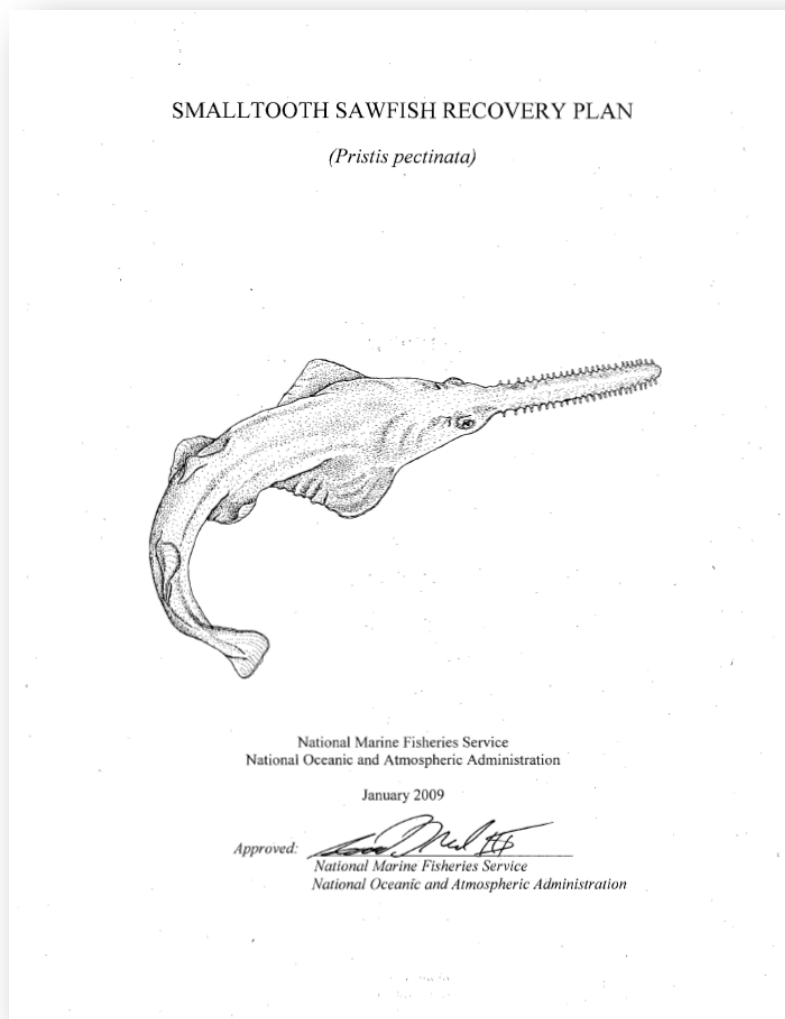 SMALLTOOTH SAWFISH RECOVERY PLAN
(Pristis pectinata)
National Marine Fisheries Service
National Oceanic and Atmospheric Administration
January 2009
Approved:
National Marine Fisheries Service
National Oceanic and Atmospheric Administration